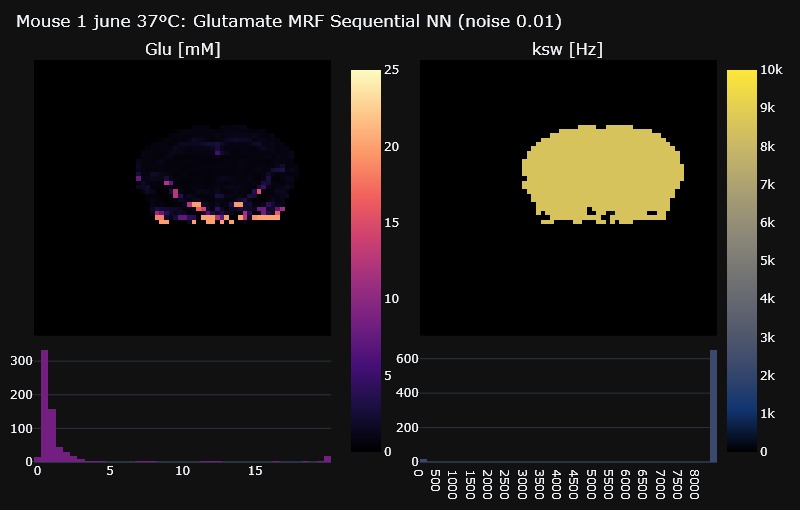 Mouse 1 june 37ºC: Glutamate MRF Sequential NN (noise 0.01)
Glu [mM]
ksw [Hz]
25
20
15
10
5
0
10k
9k
8k
7k
6k
5k
4k
3k
2k
1k
0
300
200
100
0
0 5 10 15
600
400
200
0
0 500 1000 1500 2000 2500 3000 3500 4000 4500 5000 5500 6000 6500 7000 7500 8000